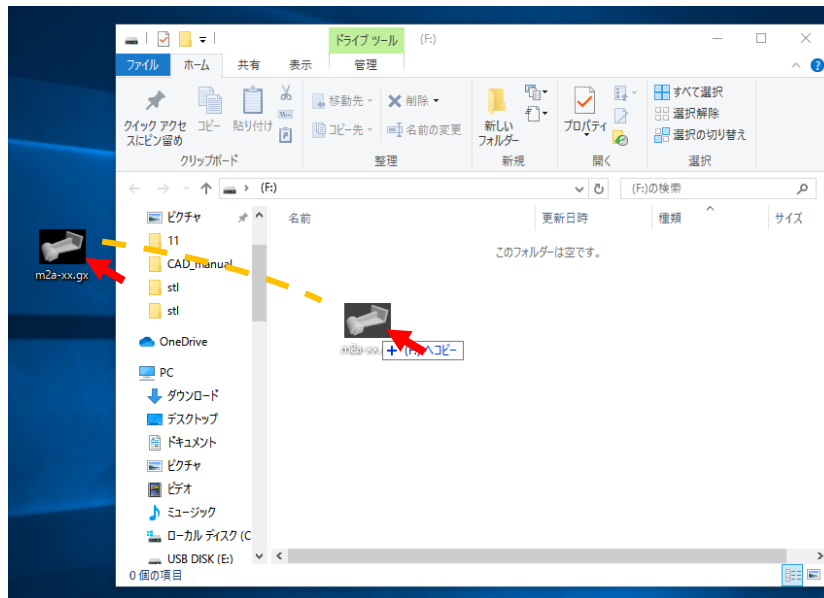 ドライブ ツール
(F:)
ファイル
ホーム
共有
表示
管理
クイック アクセ
スにピン留め
コピー
貼り付け
移動先
コピー先
削除
名前の変更
新しい
フォルダー
プロパティ
すべて選択
選択解除
選択の切り替え
クリップボード
整理
新規
開く
選択
(F:)
(F:)の検索
名前
更新日時
種類
サイズ
このフォルダーは空です。
ピクチャ
11
CAD_manual
stl
stl
OneDrive
PC
ダウンロード
デスクトップ
ドキュメント
ピクチャ
ビデオ
ミュージック
ローカル ディスク (C
USB DISK (E:)
0 個の項目
m2a-xx.gx
m2a-xx.
(F:) へコピー